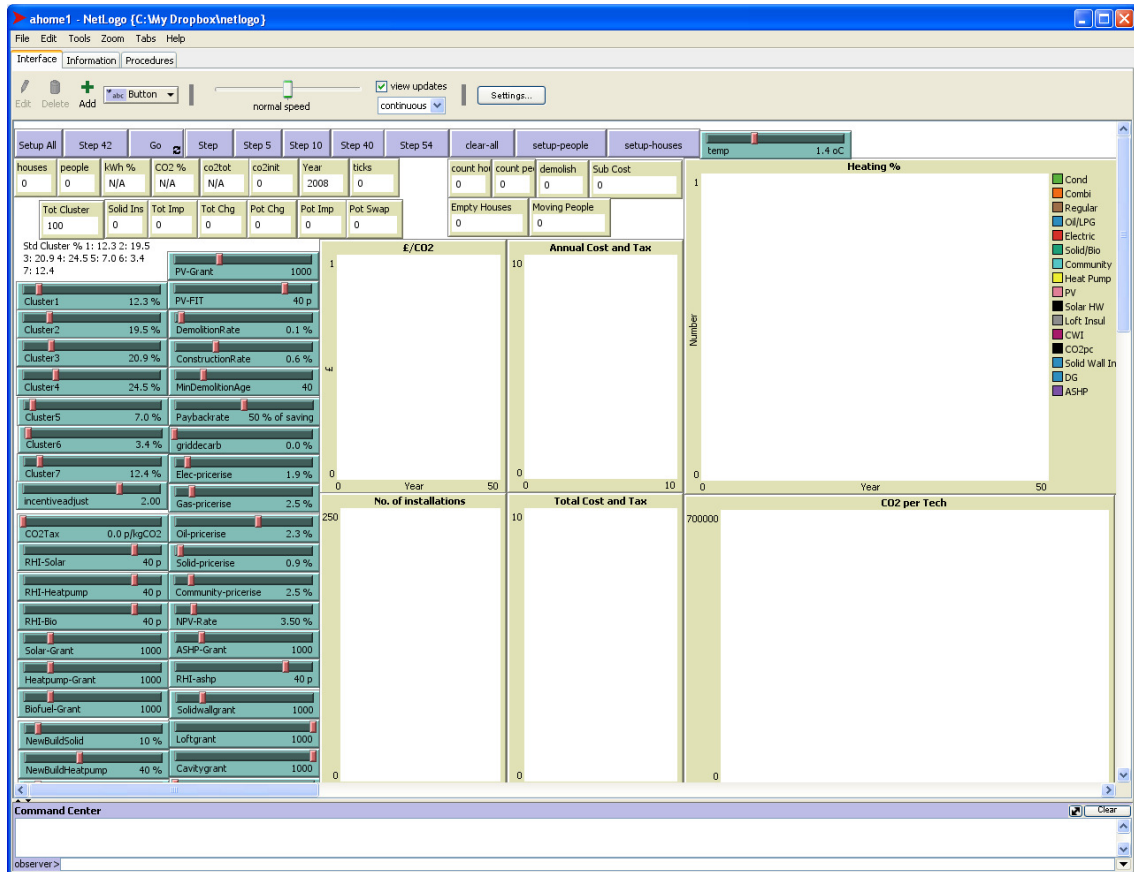 ahome1 - NetLogo {C:\My Dropbox\netlogo}
File Edit Tools Zoom Tabs Help
Interface Information Procedures
Edit Delete Add abc Button normal speed view updates continuous Settings...
Setup All Step 42 Go Step Step 5 Step 10 Step 40 Step 54 clear-all setup-people setup-houses temp 1.4 oC
houses people kWh % CO2 % co2tot co2init Year ticks count hou count peo demolish Sub Cost
0 0 N/A N/A N/A 0 2008 0 0 0 0 0
Tot Cluster Solid Ins Tot Imp Tot Chg Pot Chg Pot Imp Pot Swap Empty Houses Moving People
100 0 0 0 0 0 0 0 0
Std Cluster % 1: 12.3 2: 19.5
3: 20.9 4: 24.5 5: 7.0 6: 3.4
7: 12.4
Cluster1 12.3 %
Cluster2 19.5 %
Cluster3 20.9 %
Cluster4 24.5 %
Cluster5 7.0 %
Cluster6 3.4 %
Cluster7 12.4 %
incentiveadjust 2.00
CO2Tax 0.0 p/kgCO2
RHI-Solar 40 p
RHI-Heatpump 40 p
RHI-Bio 40 p
Solar-Grant 1000
Heatpump-Grant 1000
Biofuel-Grant 1000
NewBuildSolid 10 %
NewBuildHeatpump 40 %
PV-Grant 1000
PV-FIT 40 p
DemolitionRate 0.1 %
ConstructionRate 0.6 %
MinDemolitionAge 40
Paybackrate 50 % of saving
griddecarb 0.0 %
Elec-pricerise 1.9 %
Gas-pricerise 2.5 %
Oil-pricerise 2.3 %
Solid-pricerise 0.9 %
Community-pricerise 2.5 %
NPV-Rate 3.50 %
ASHP-Grant 1000
RHI-ashp 40 p
Solidwallgrant 1000
Loftgrant 1000
Cavitygrant 1000
£/CO2
1
£
0
0 Year 50
Annual Cost and Tax
10
0
0 10
Heating %
1
Number
0
0 Year 50
Cond
Combi
Regular
Oil/LPG
Electric
Solid/Bio
Community
Heat Pump
PV
Solar HW
Loft Insul
CWI
CO2pc
Solid Wall In
DG
ASHP
No. of installations
250
0
Total Cost and Tax
10
0
CO2 per Tech
700000
0
Command Center Clear
observer>